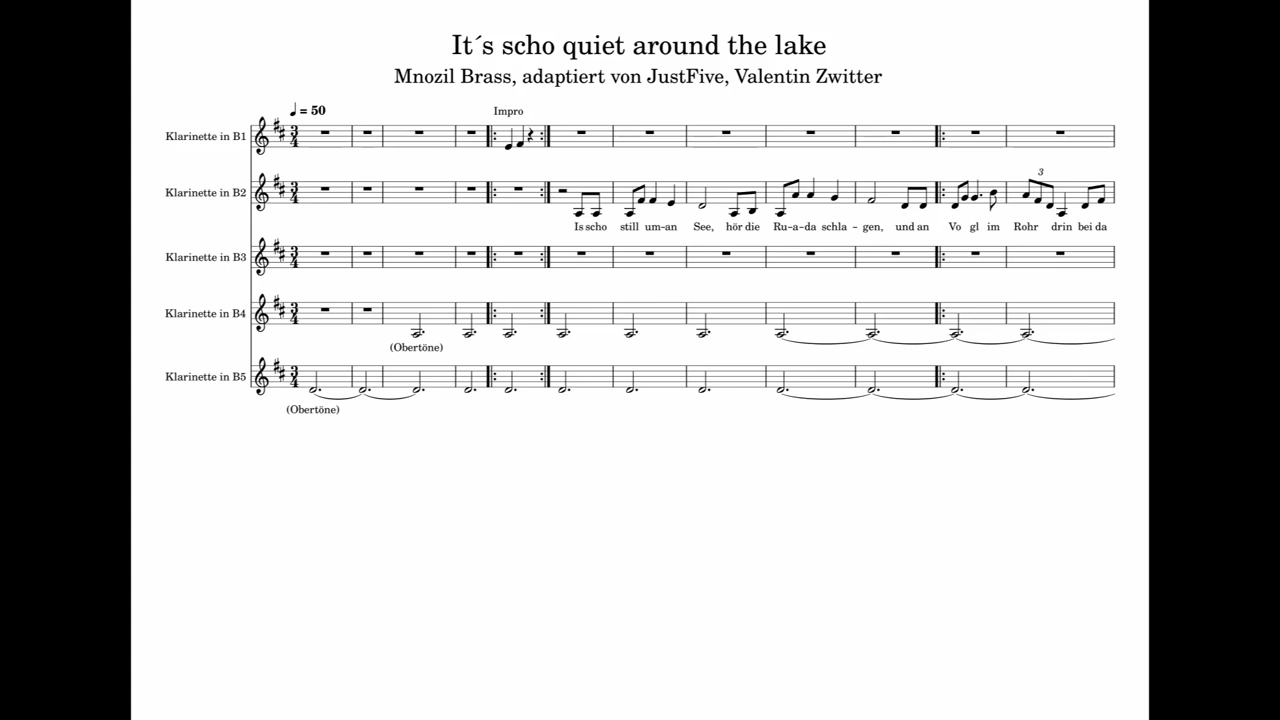 It´s scho quiet around the lake
Mnozil Brass, adaptiert von JustFive, Valentin Zwitter
♩ = 50
Impro
Klarinette in B1
Klarinette in B2
3
Is scho still um-an See, hör die Ru-a-da schla - gen, und an Vo gl im Rohr drin bei da
Klarinette in B3
Klarinette in B4
(Obertöne)
Klarinette in B5
(Obertöne)